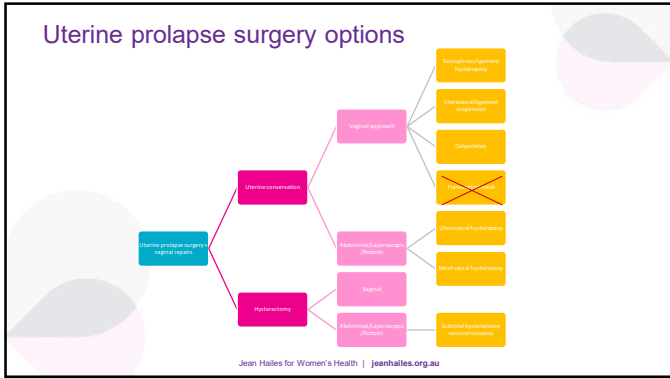 Uterine prolapse surgery options
Sacrospinous ligament
hysteropexy
Uterosacral ligament
suspension
Vaginal approach
Colpocleisis
Uterine conservation
mesh
Uterosacral hysteropexy
Uterine prolapse surgery +
vaginal repairs
Abdominal/Laparoscopic
/Robotic
Mesh sacral hysteropexy
Vaginal
Hysterectomy
Abdominal/Laparoscopic
/Robotic
Subtotal hysterectomy
sacrocervicopexy
Jean Hailes for Women's Health | jeanhailes.org.au